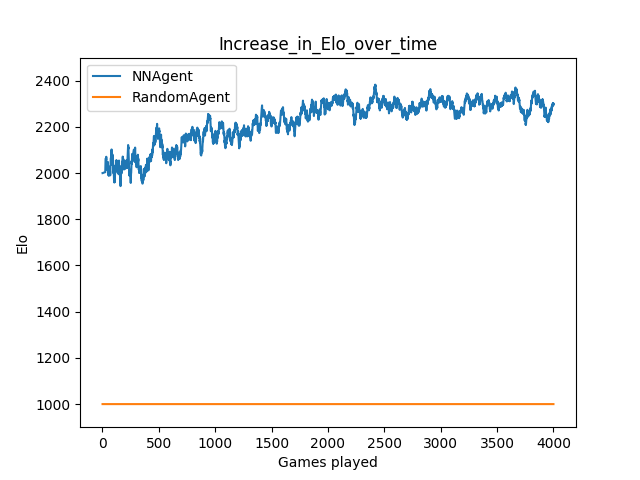 Increase_in_Elo_over_time
NNAgent
RandomAgent
2400
2200
2000
1800
1600
1400
1200
1000
Elo
0 500 1000 1500 2000 2500 3000 3500 4000
Games played